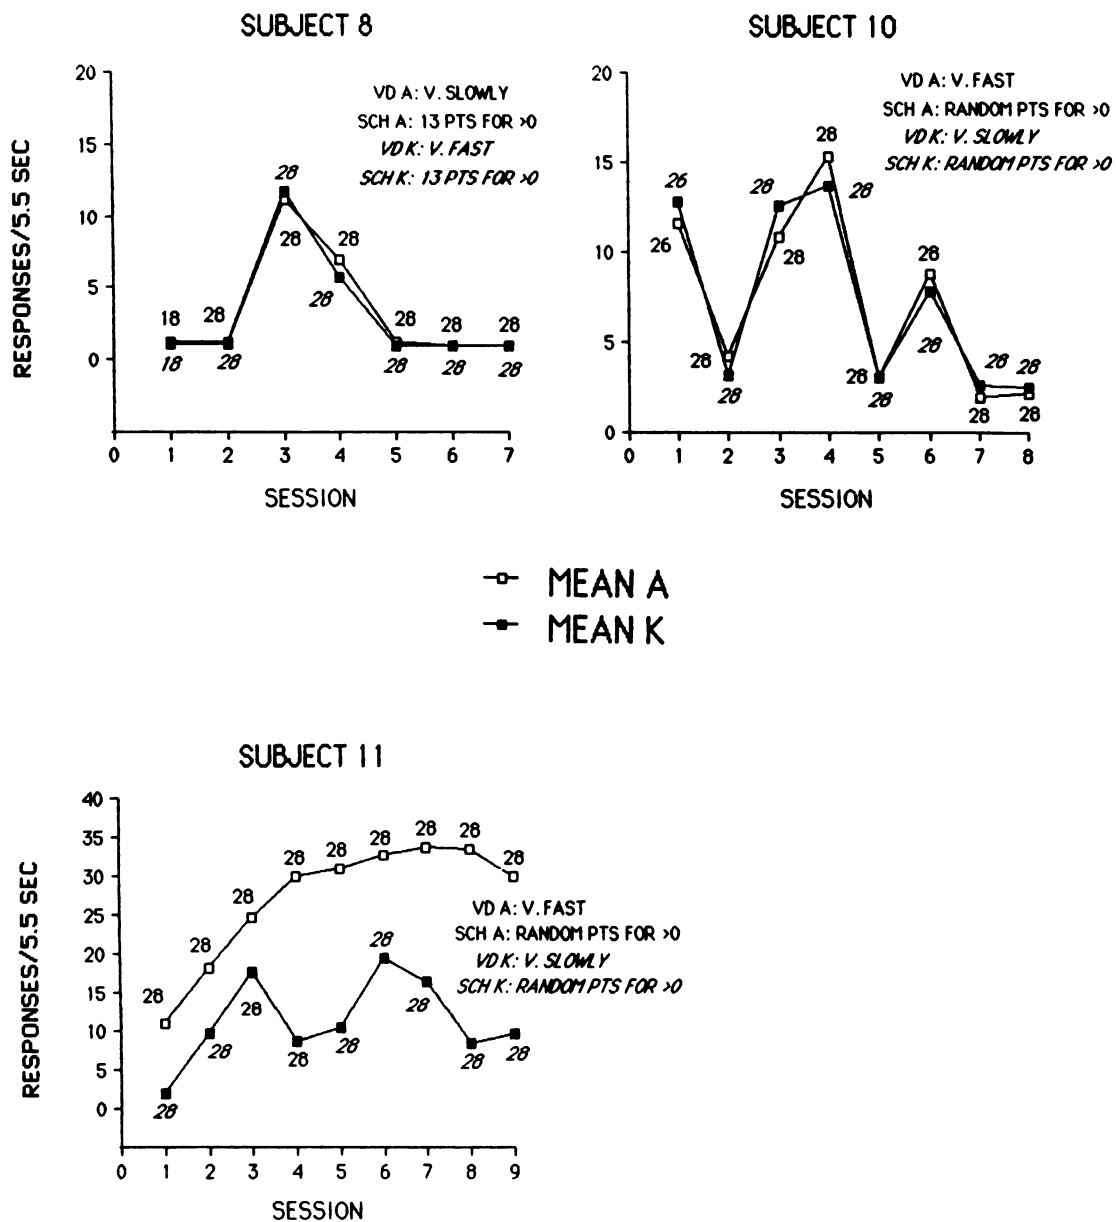 SUBJECT 8
RESPONSES/5.5 SEC
20
15
10
5
0
VD A: V. SLOWLY
SCH A: 13 PTS FOR >0
VD K: V. FAST
SCH K: 13 PTS FOR >0
18
28
28
28
28
28
28
18
28
28
28
28
28
28
0 1 2 3 4 5 6 7
SESSION
SUBJECT 10
20
15
10
5
0
VD A: V. FAST
SCH A: RANDOM PTS FOR >0
VD K: V. SLOWLY
SCH K: RANDOM PTS FOR >0
26
28
28
28
28
28
28
28
26
28
28
28
28
28
28
28
0 1 2 3 4 5 6 7 8
SESSION
MEAN A
MEAN K
SUBJECT 11
RESPONSES/5.5 SEC
40
35
30
25
20
15
10
5
0
28
28
28
28
28
28
28
28
28
VD A: V. FAST
SCH A: RANDOM PTS FOR >0
VD K: V. SLOWLY
SCH K: RANDOM PTS FOR >0
28
28
28
28
28
28
28
28
28
0 1 2 3 4 5 6 7 8 9
SESSION